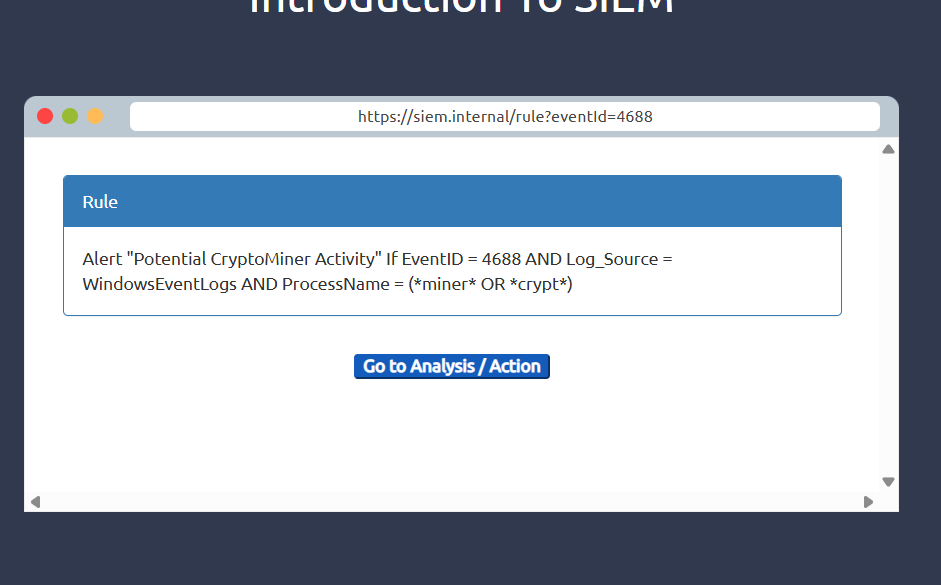 Introduction To SIEM
https://siem.internal/rule?eventId=4688
Rule
Alert "Potential CryptoMiner Activity" If EventID = 4688 AND Log_Source =
WindowsEventLogs AND ProcessName = (*miner* OR *crypt*)
Go to Analysis / Action